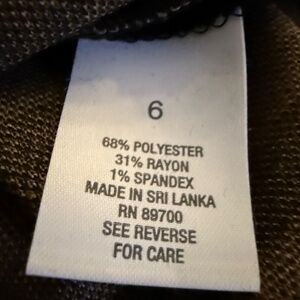 6
68% POLYESTER
31% RAYON
1% SPANDEX
MADE IN SRI LANKA
RN 89700
SEE REVERSE
FOR CARE